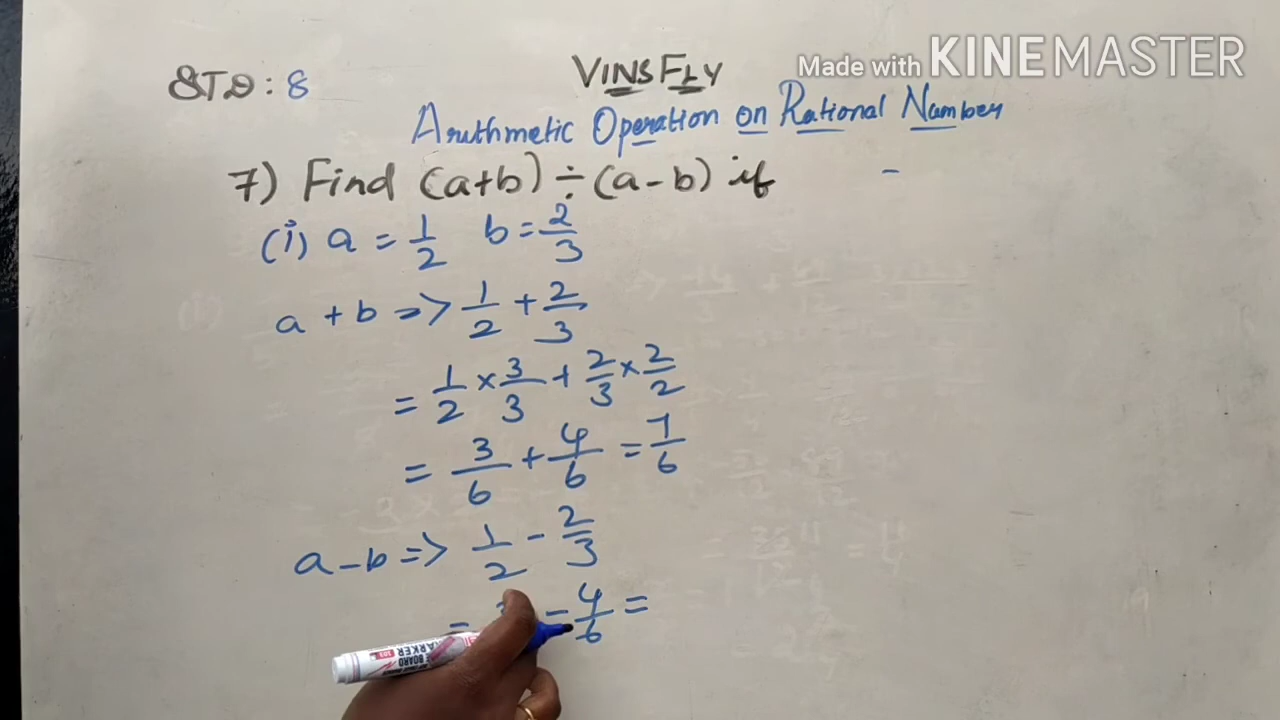 Made with KINEMASTER
STD : 8
VINSFLY
Arithmetic Operation on Rational Number
7) Find (a+b) ÷ (a-b) if
(i) a = 1/2 b = 2/3
a + b => 1/2 + 2/3
= 1/2 × 3/3 + 2/3 × 2/2
= 3/6 + 4/6 = 7/6
a - b => 1/2 - 2/3
= - 4/6 =
MARKER